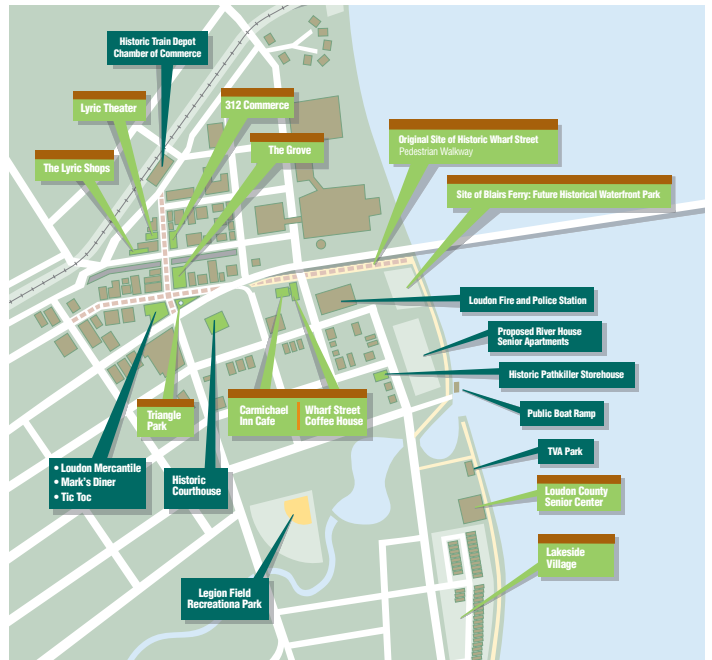 Historic Train Depot
Chamber of Commerce
Lyric Theater
312 Commerce
The Grove
The Lyric Shops
Original Site of Historic Wharf Street
Pedestrian Walkway
Site of Blairs Ferry: Future Historical Waterfront Park
Loudon Fire and Police Station
Proposed River House
Senior Apartments
Historic Pathkiller Storehouse
Public Boat Ramp
Triangle
Park
Carmichael
Inn Cafe
Wharf Street
Coffee House
TVA Park
• Loudon Mercantile
• Mark's Diner
• Tic Toc
Historic
Courthouse
Loudon County
Senior Center
Lakeside
Village
Legion Field
Recreationa Park